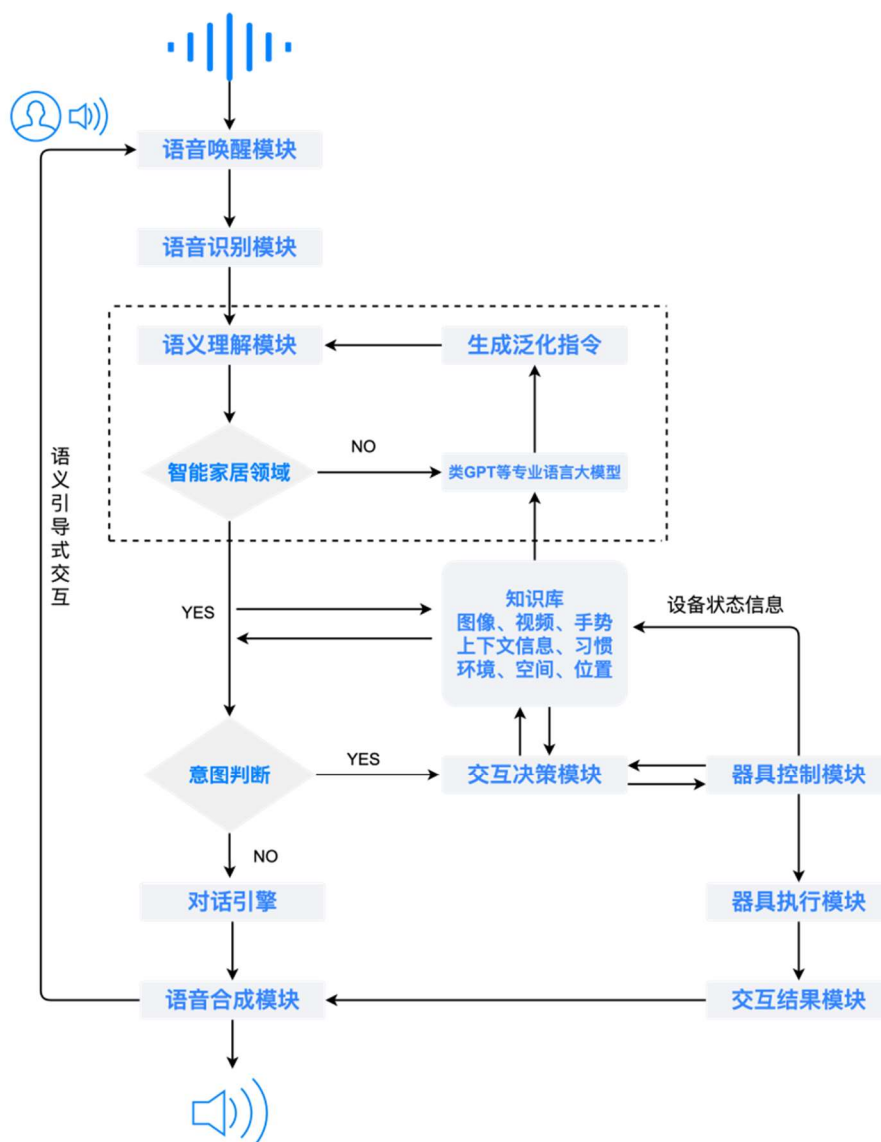 语音唤醒模块
语音识别模块
语义理解模块
生成泛化指令
智能家居领域
NO
类GPT等专业语言大模型
语义引导式交互
YES
知识库
图像、视频、手势
上下文信息、习惯
环境、空间、位置
设备状态信息
意图判断
YES
交互决策模块
器具控制模块
NO
对话引擎
器具执行模块
语音合成模块
交互结果模块